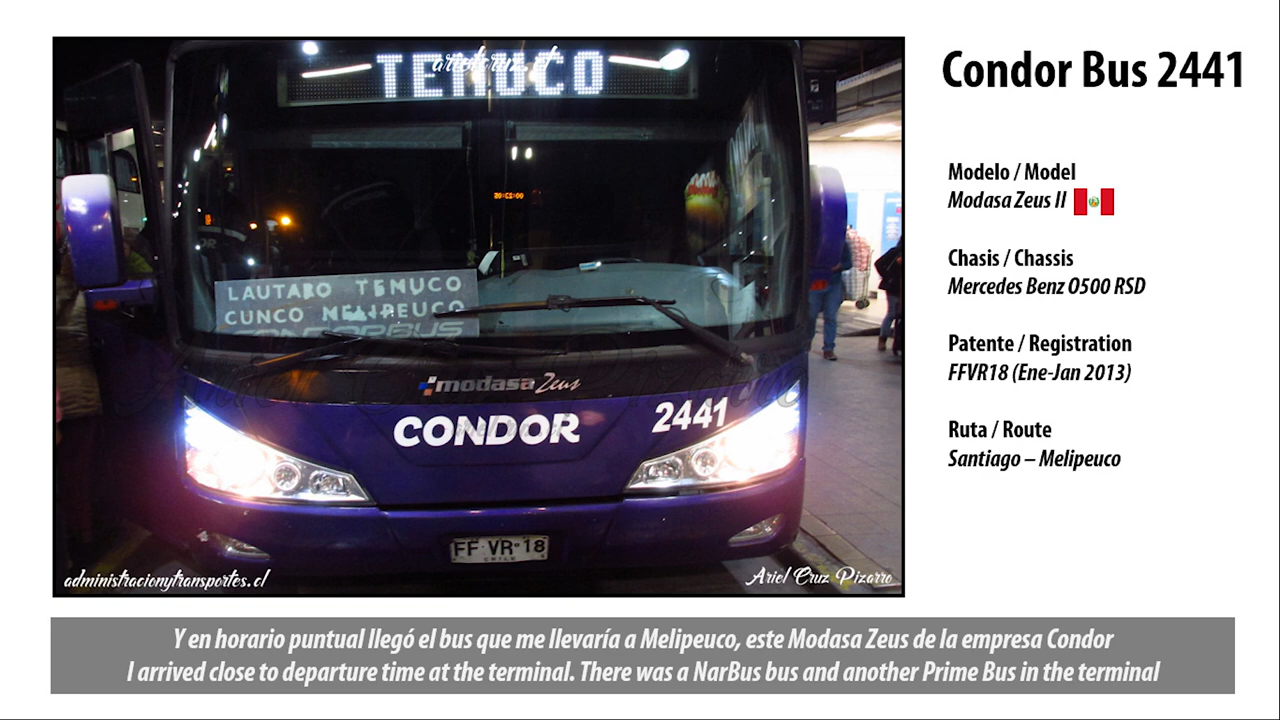 Condor Bus 2441
TEMUCO
LAUTARO TEMUCO
CUNCO MELIPEUCO
CONDORBUS
modasa Zeus
CONDOR
2441
FF VR 18
CHILE
administracionytransportes.cl
Ariel Cruz Pizarro
Modelo / Model
Modasa Zeus II
Chasis / Chassis
Mercedes Benz O500 RSD
Patente / Registration
FFVR18 (Ene-Jan 2013)
Ruta / Route
Santiago – Melipeuco
Y en horario puntual llegó el bus que me llevaría a Melipeuco, este Modasa Zeus de la empresa Condor
I arrived close to departure time at the terminal. There was a NarBus bus and another Prime Bus in the terminal